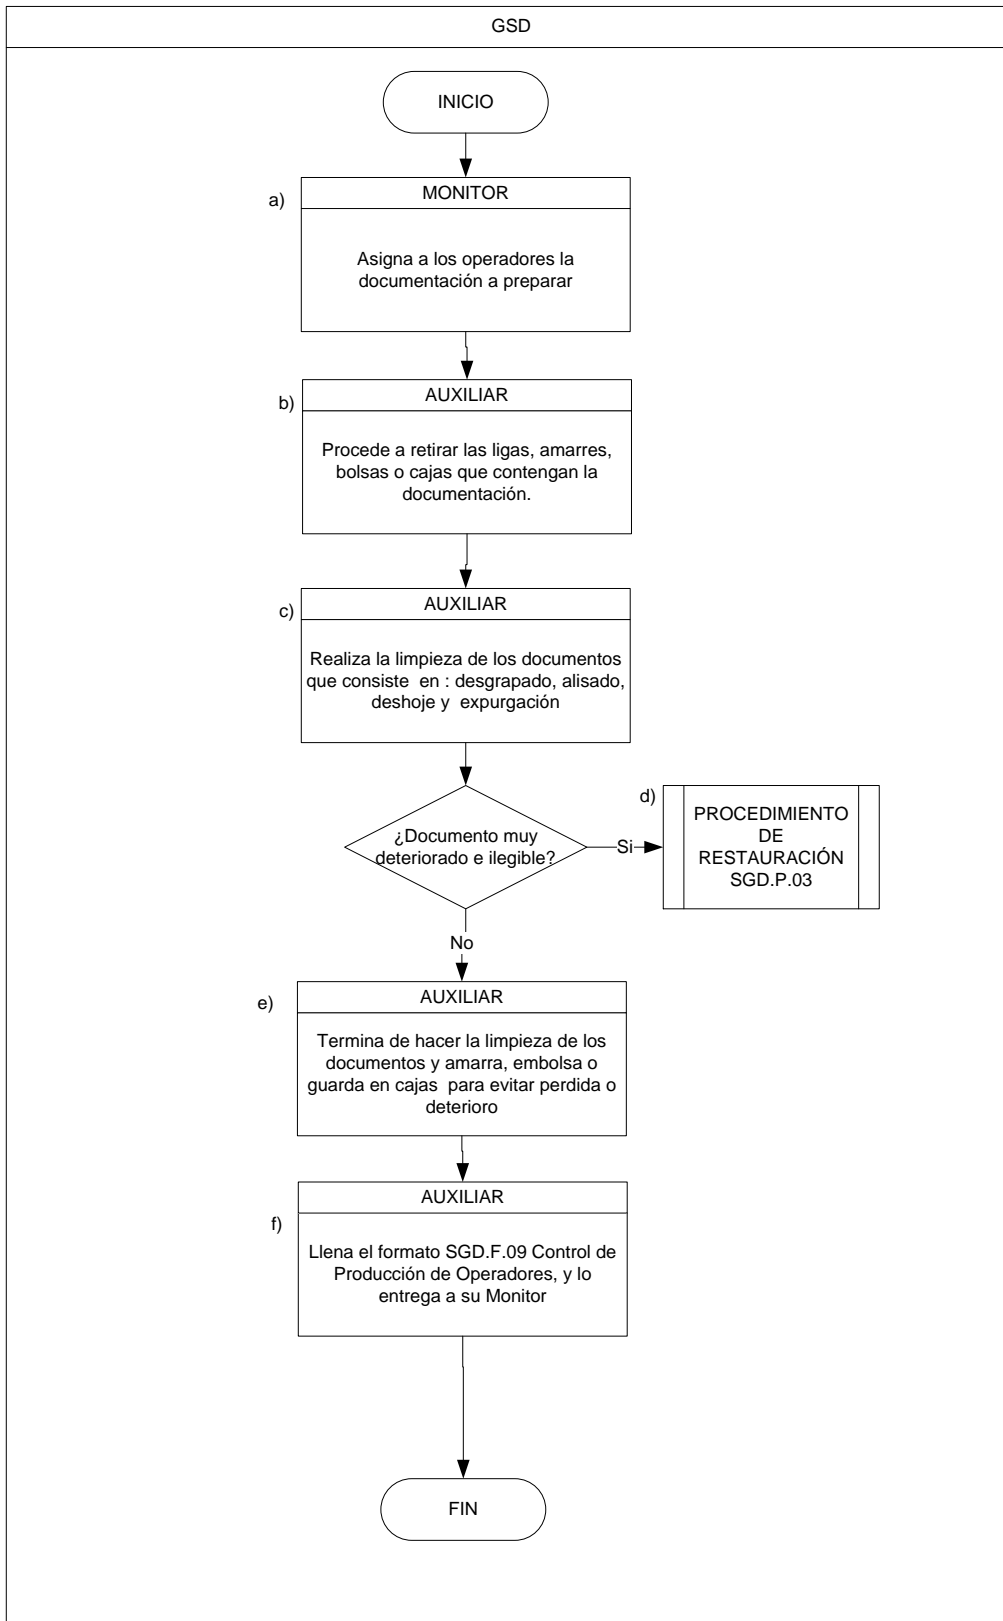 GSD
INICIO
a)
MONITOR
Asigna a los operadores la
documentación a preparar
b)
AUXILIAR
Procede a retirar las ligas, amarres,
bolsas o cajas que contengan la
documentación.
c)
AUXILIAR
Realiza la limpieza de los documentos
que consiste en : desgrapado, alisado,
deshoje y expurgación
¿Documento muy
deteriorado e ilegible?
Si
d)
PROCEDIMIENTO
DE
RESTAURACIÓN
SGD.P.03
No
e)
AUXILIAR
Termina de hacer la limpieza de los
documentos y amarra, embolsa o
guarda en cajas para evitar perdida o
deterioro
f)
AUXILIAR
Llena el formato SGD.F.09 Control de
Producción de Operadores, y lo
entrega a su Monitor
FIN